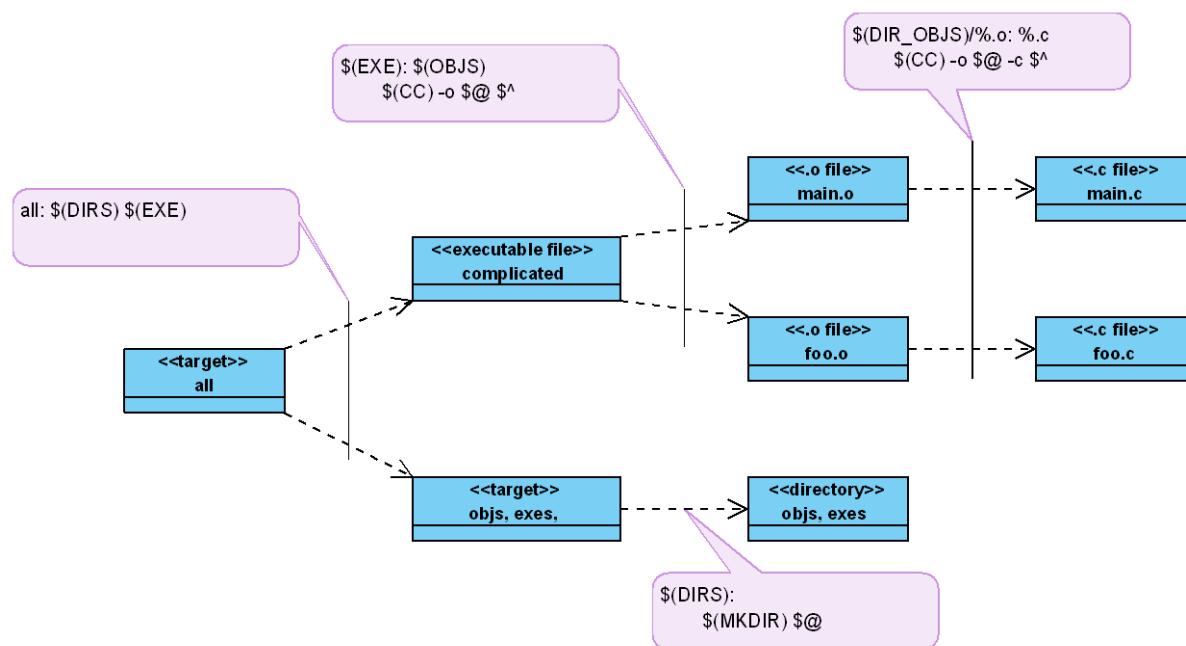 $(DIR_OBJS)/%.o: %.c
$(CC) -o $@ -c $^
$(EXE): $(OBJS)
$(CC) -o $@ $^
<<.o file>>
main.o
<<.c file>>
main.c
all: $(DIRS) $(EXE)
<<executable file>>
complicated
<<.o file>>
foo.o
<<.c file>>
foo.c
<<target>>
all
<<target>>
objs, exes,
<<directory>>
objs, exes
$(DIRS):
$(MKDIR) $@